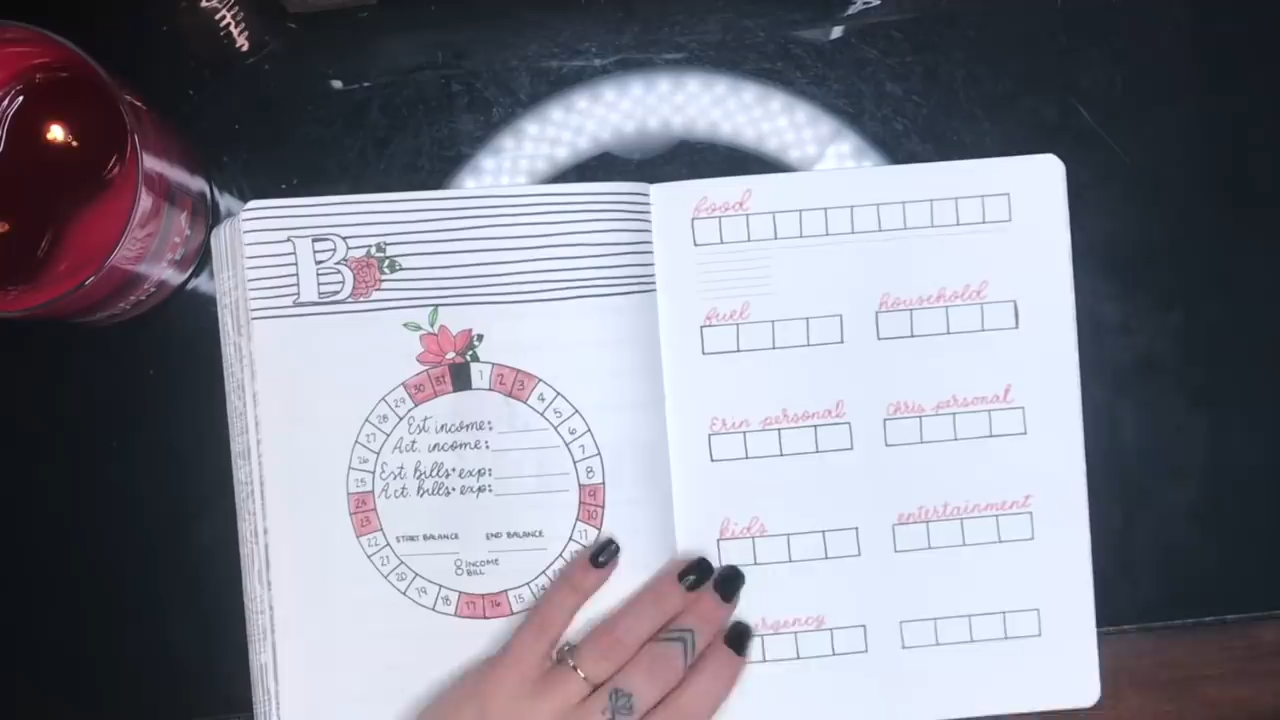 B
31
1
2
3
4
5
6
7
8
9
10
11
15
16
17
18
19
20
21
22
23
24
25
26
27
28
29
30
Est. income:
Act. income:
Est. bills+exp:
Act. bills+exp:
START BALANCE END BALANCE
INCOME
BILL
food
fuel household
Erin personal Chris personal
kids entertainment